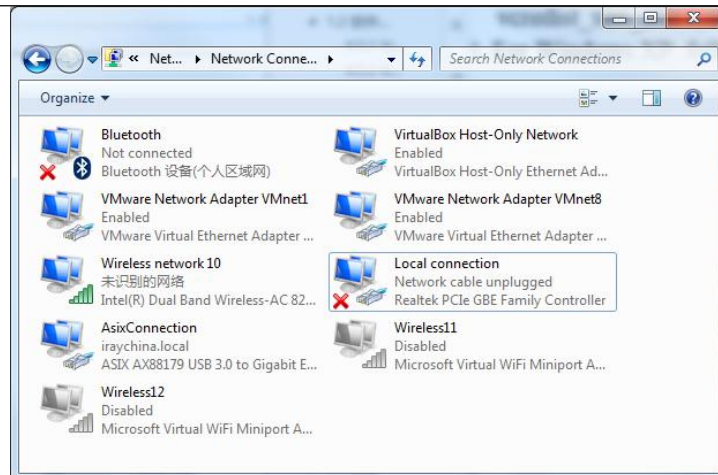 « Net... ▸ Network Conne... ▸
Search Network Connections
Organize
Bluetooth
Not connected
Bluetooth 设备(个人区域网)
VirtualBox Host-Only Network
Enabled
VirtualBox Host-Only Ethernet Ad...
VMware Network Adapter VMnet1
Enabled
VMware Virtual Ethernet Adapter ...
VMware Network Adapter VMnet8
Enabled
VMware Virtual Ethernet Adapter ...
Wireless network 10
未识别的网络
Intel(R) Dual Band Wireless-AC 82...
Local connection
Network cable unplugged
Realtek PCIe GBE Family Controller
AsixConnection
iraychina.local
ASIX AX88179 USB 3.0 to Gigabit E...
Wireless11
Disabled
Microsoft Virtual WiFi Miniport A...
Wireless12
Disabled
Microsoft Virtual WiFi Miniport A...